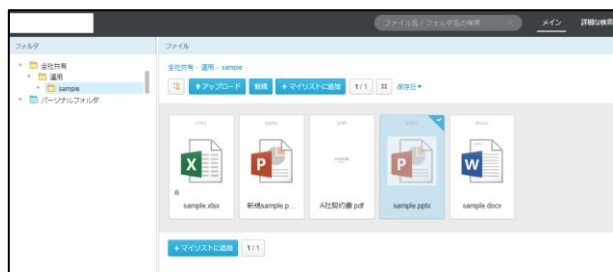 ファイル名 / フォルダ名の検索
メイン
詳細な検索
フォルダ
ファイル
会社共有
運用
sample
パーソナルフォルダ
会社共有 - 運用 - sample
アップロード
新規
+マイリストに追加
1 / 1
保存日▾
xlsx
pptx
pdf
pptx
docx
X
P
P
W
sample.xlsx
新規sample.p...
A社契約書.pdf
sample.pptx
sample.docx
+マイリストに追加
1 / 1